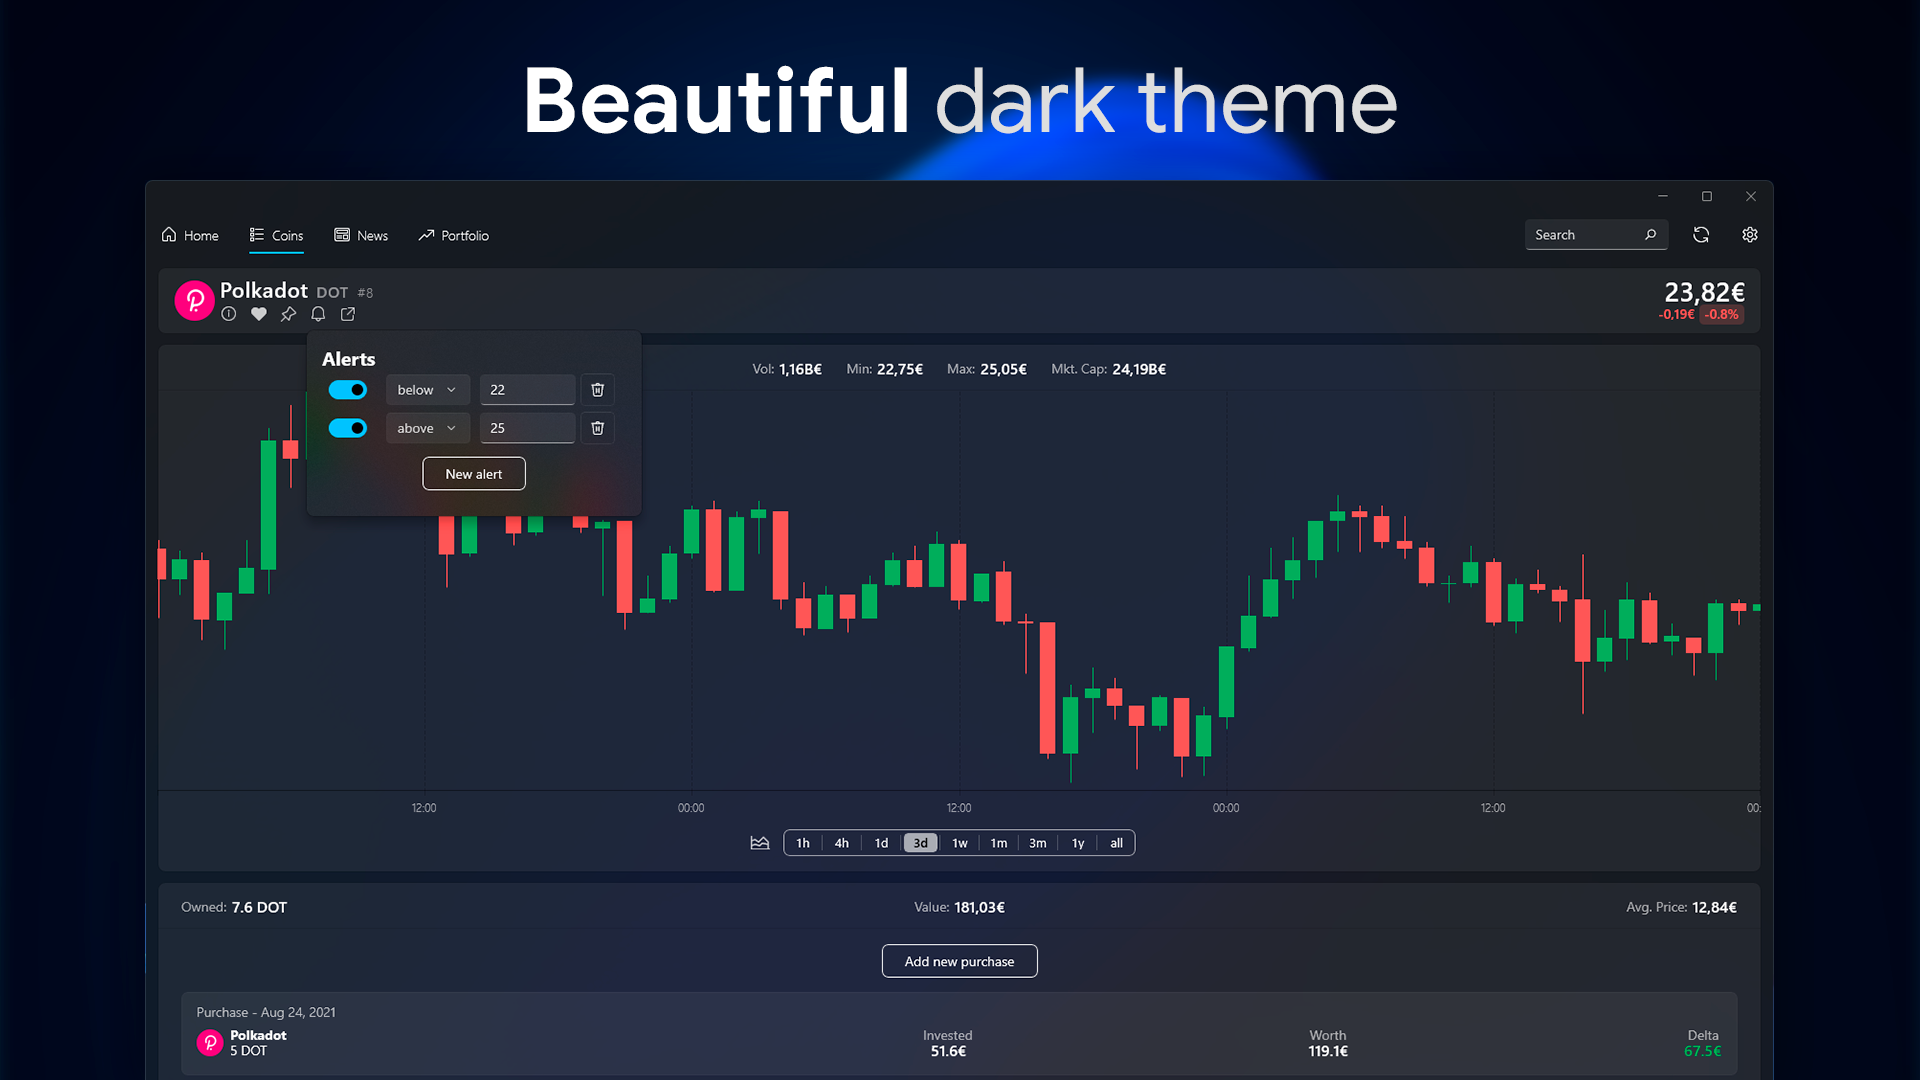 Beautiful dark theme
Home Coins News Portfolio Search
Polkadot DOT #8
23,82€
-0,19€ -0.8%
Alerts
below 22
above 25
New alert
Vol: 1,16B€ Min: 22,75€ Max: 25,05€ Mkt. Cap: 24,19B€
12:00 00:00 12:00 00:00 12:00 00:
1h 4h 1d 3d 1w 1m 3m 1y all
Owned: 7.6 DOT Value: 181,03€ Avg. Price: 12,84€
Add new purchase
Purchase - Aug 24, 2021
Polkadot Invested Worth Delta
5 DOT 51.6€ 119.1€ 67.5€